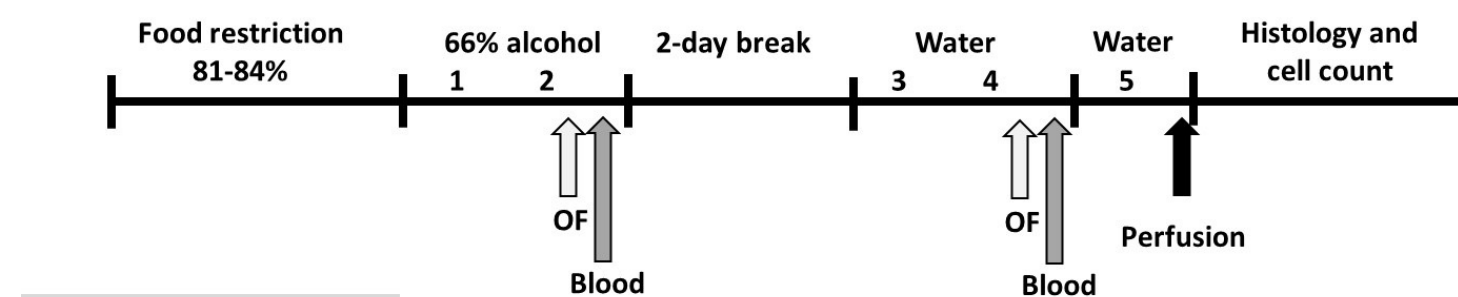 Food restriction
81-84%
66% alcohol
1 2
2-day break
Water
3 4
Water
5
Histology and
cell count
OF
Blood
OF
Blood
Perfusion